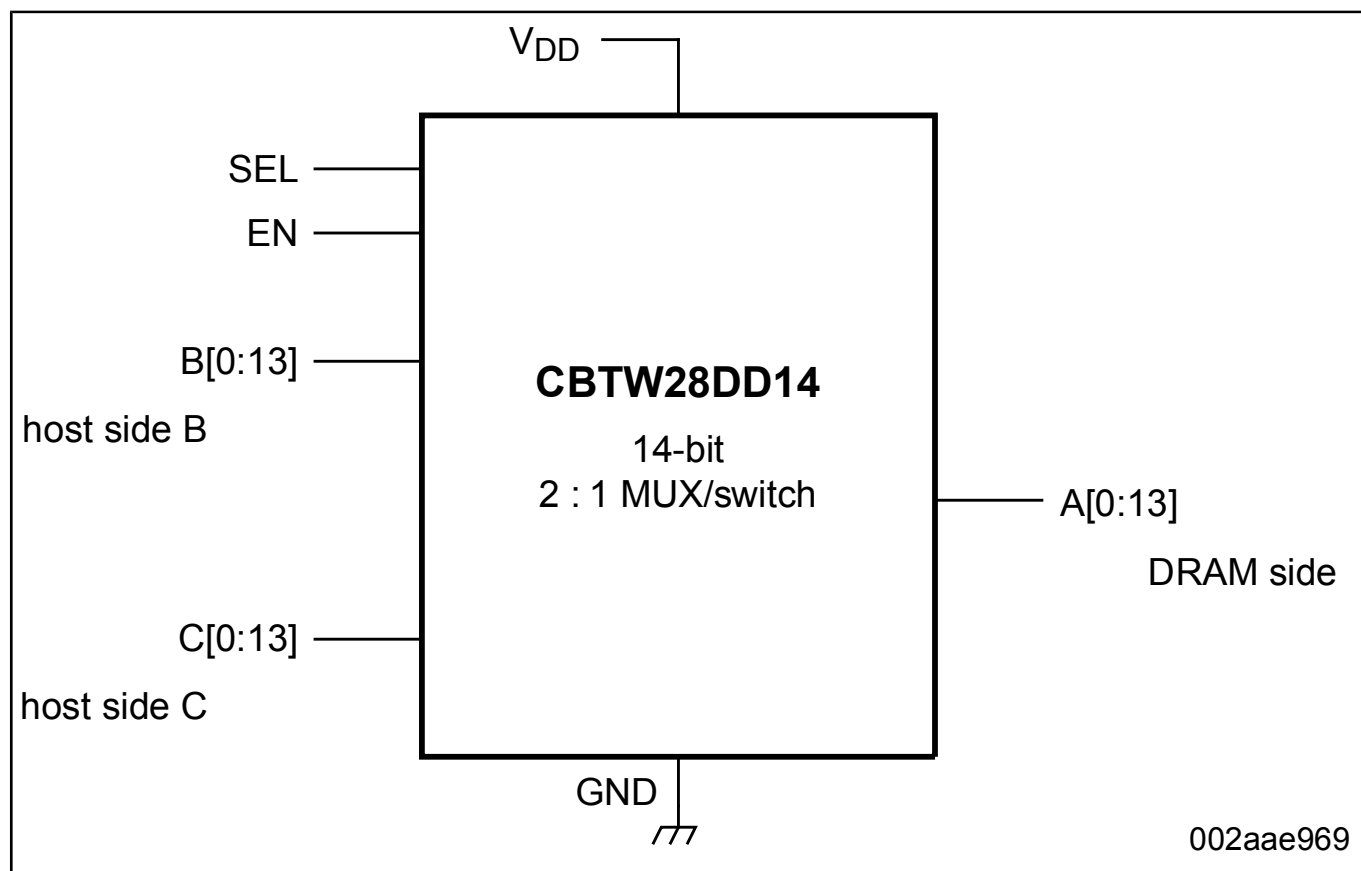 VDD
SEL
EN
B[0:13]
host side B
CBTW28DD14
14-bit
2 : 1 MUX/switch
A[0:13]
DRAM side
C[0:13]
host side C
GND
002aae969